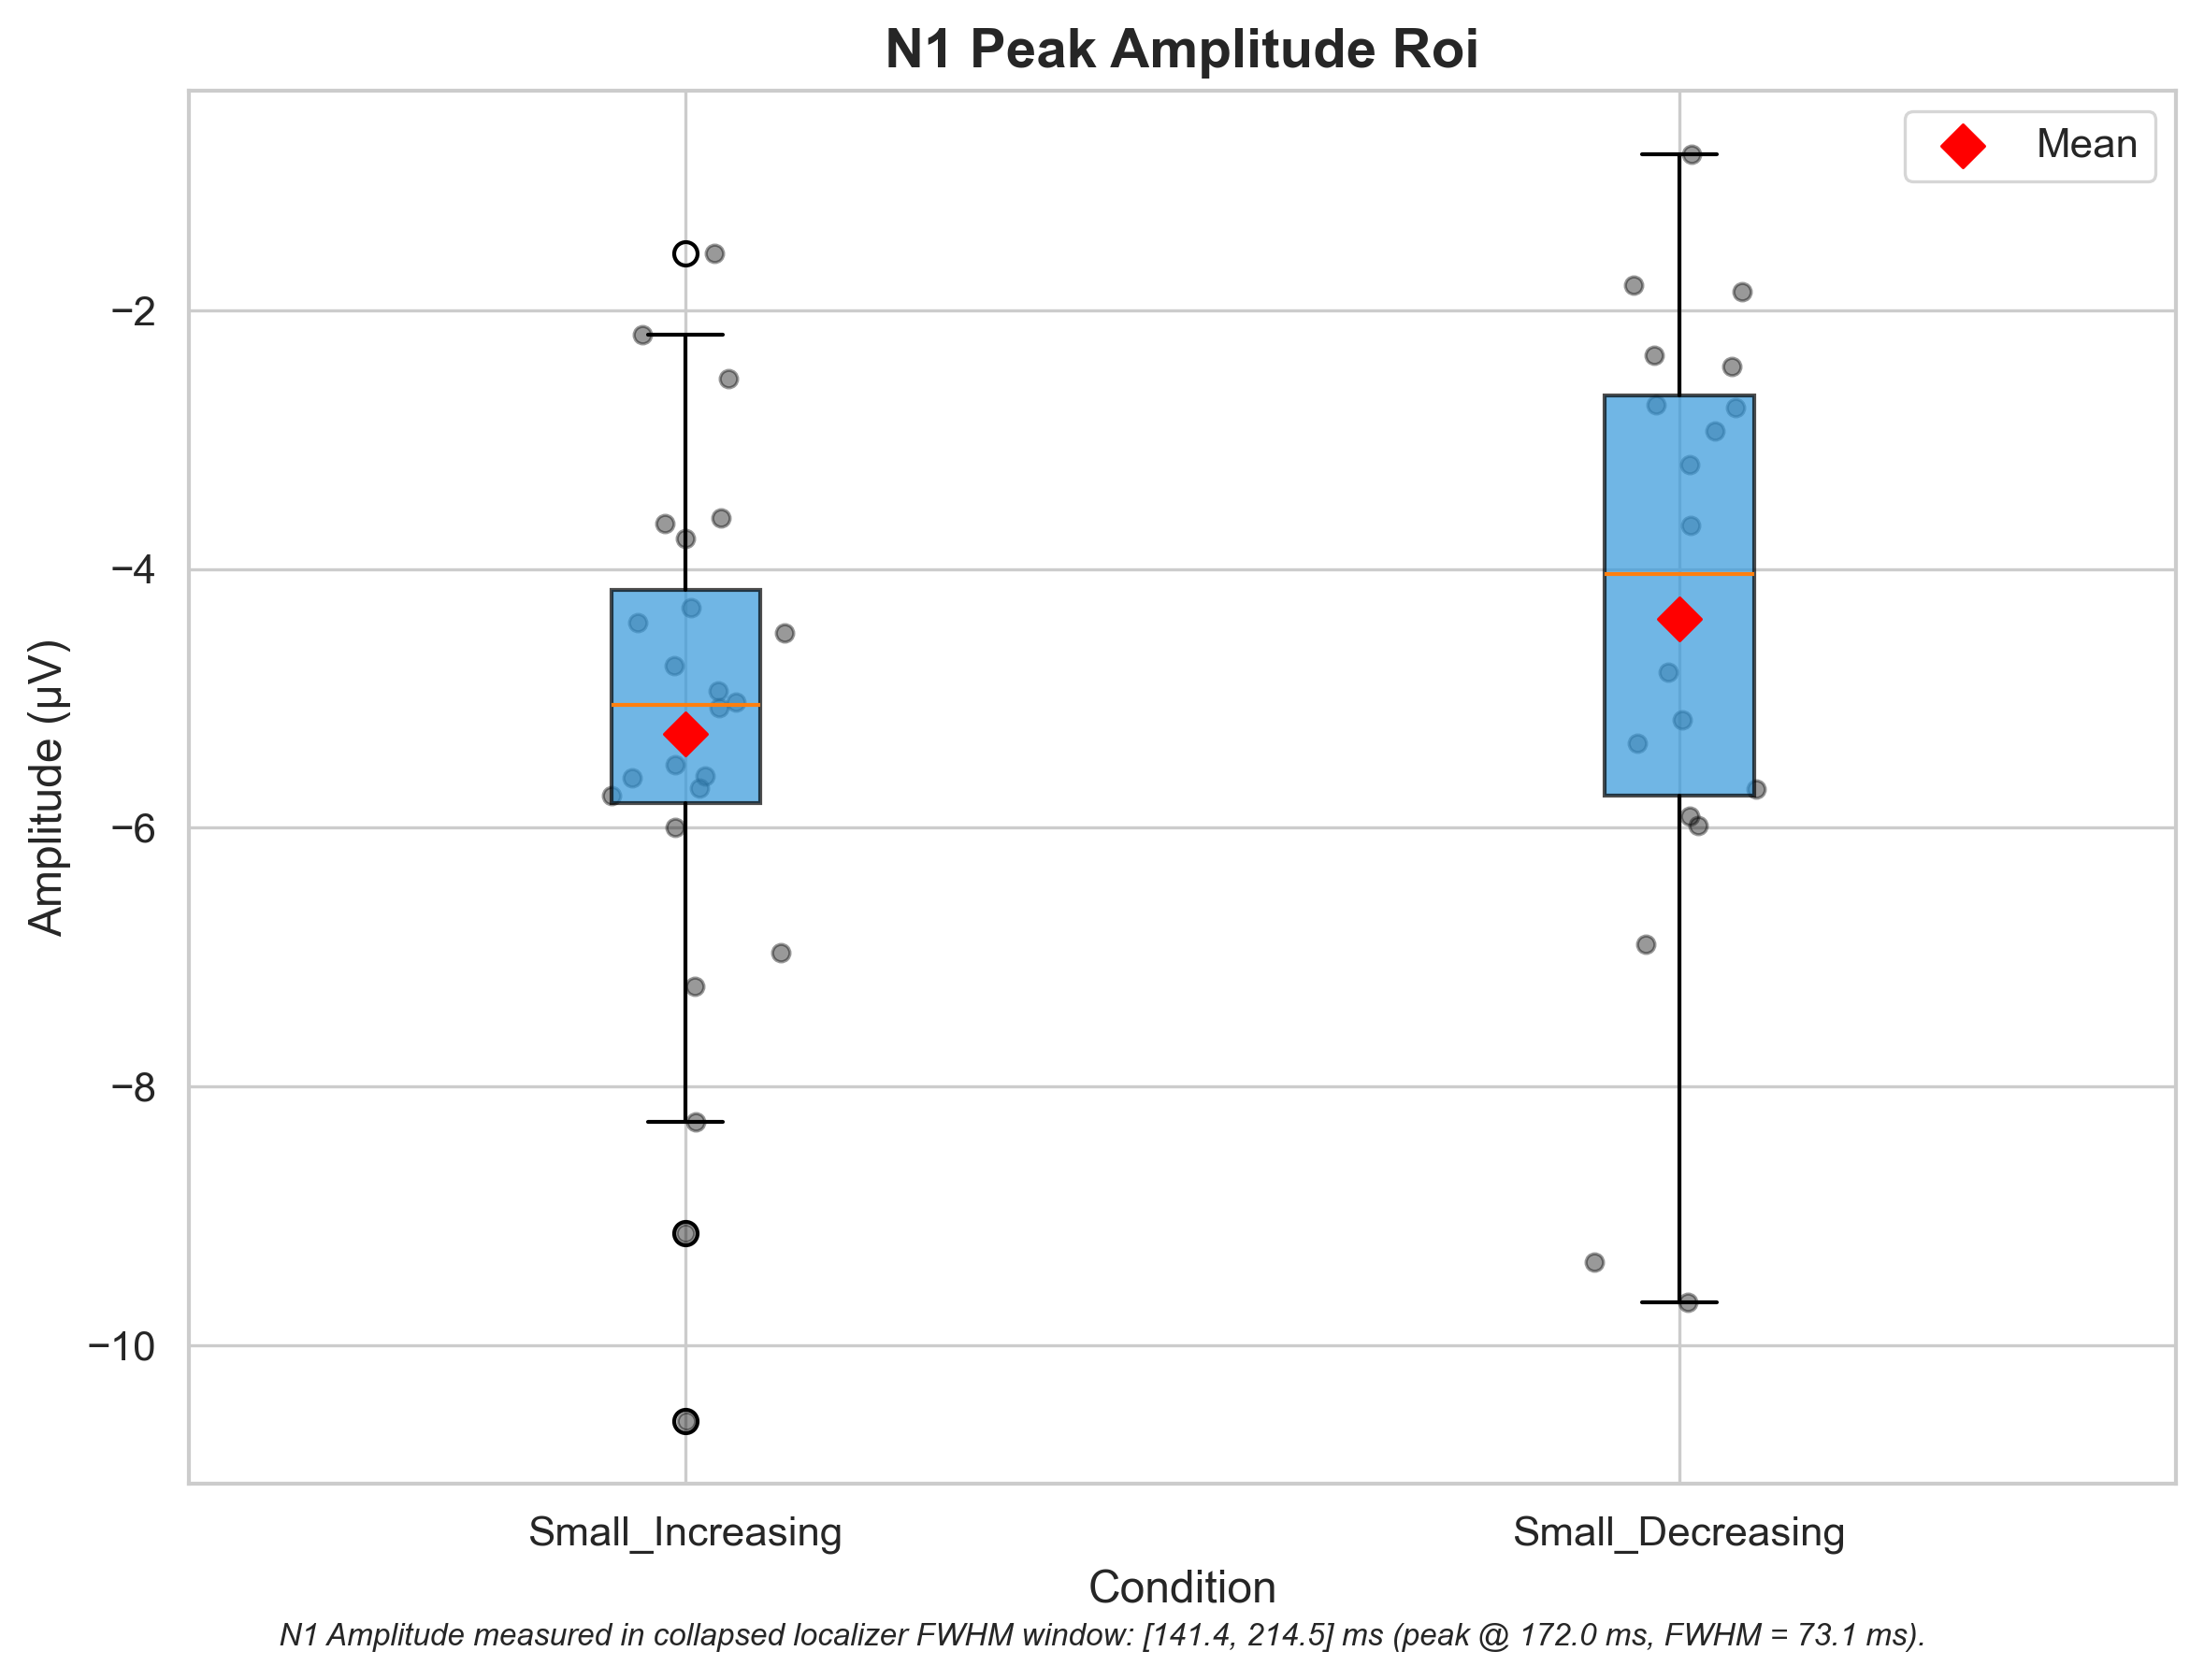 N1 Peak Amplitude Roi
Mean
−2
−4
−6
−8
−10
Amplitude (μV)
Small_Increasing
Small_Decreasing
Condition
N1 Amplitude measured in collapsed localizer FWHM window: [141.4, 214.5] ms (peak @ 172.0 ms, FWHM = 73.1 ms).